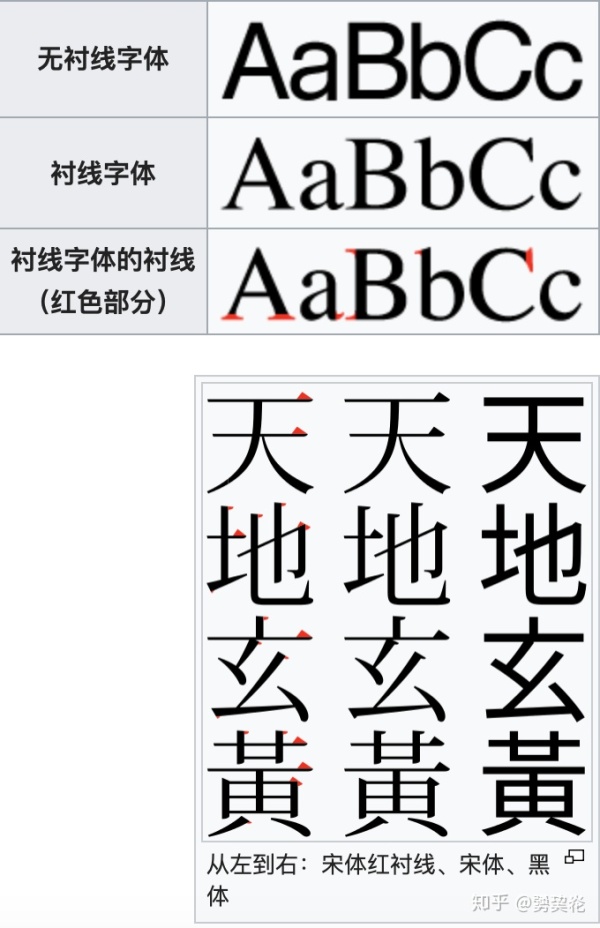 无衬线字体
AaBbCc
衬线字体
AaBbCc
衬线字体的衬线
（红色部分）
AaBbCc
天 天 天
地 地 地
玄 玄 玄
黃 黃 黃
从左到右：宋体红衬线、宋体、黑
体
知乎